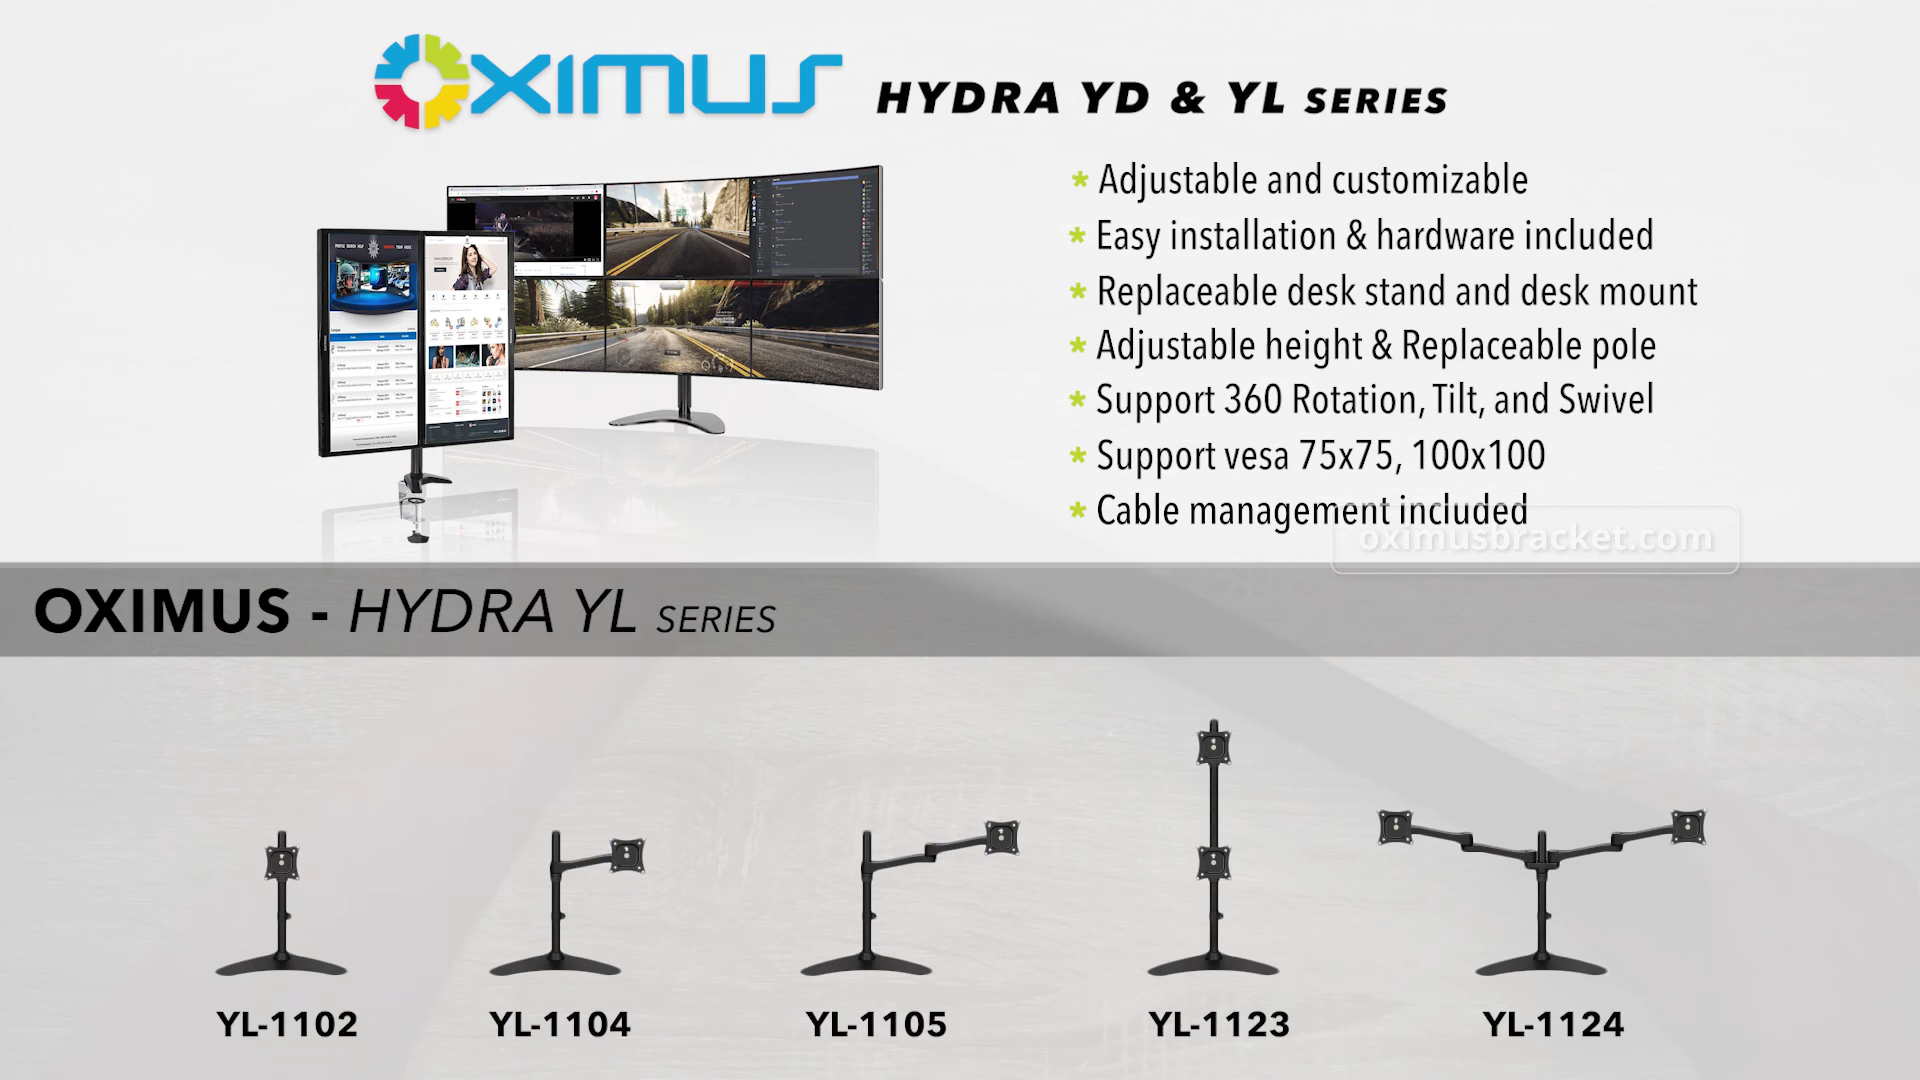 OXIMUS HYDRA YD & YL SERIES
* Adjustable and customizable
* Easy installation & hardware included
* Replaceable desk stand and desk mount
* Adjustable height & Replaceable pole
* Support 360 Rotation, Tilt, and Swivel
* Support vesa 75x75, 100x100
* Cable management included
oximusbracket.com
OXIMUS - HYDRA YL SERIES
YL-1102
YL-1104
YL-1105
YL-1123
YL-1124